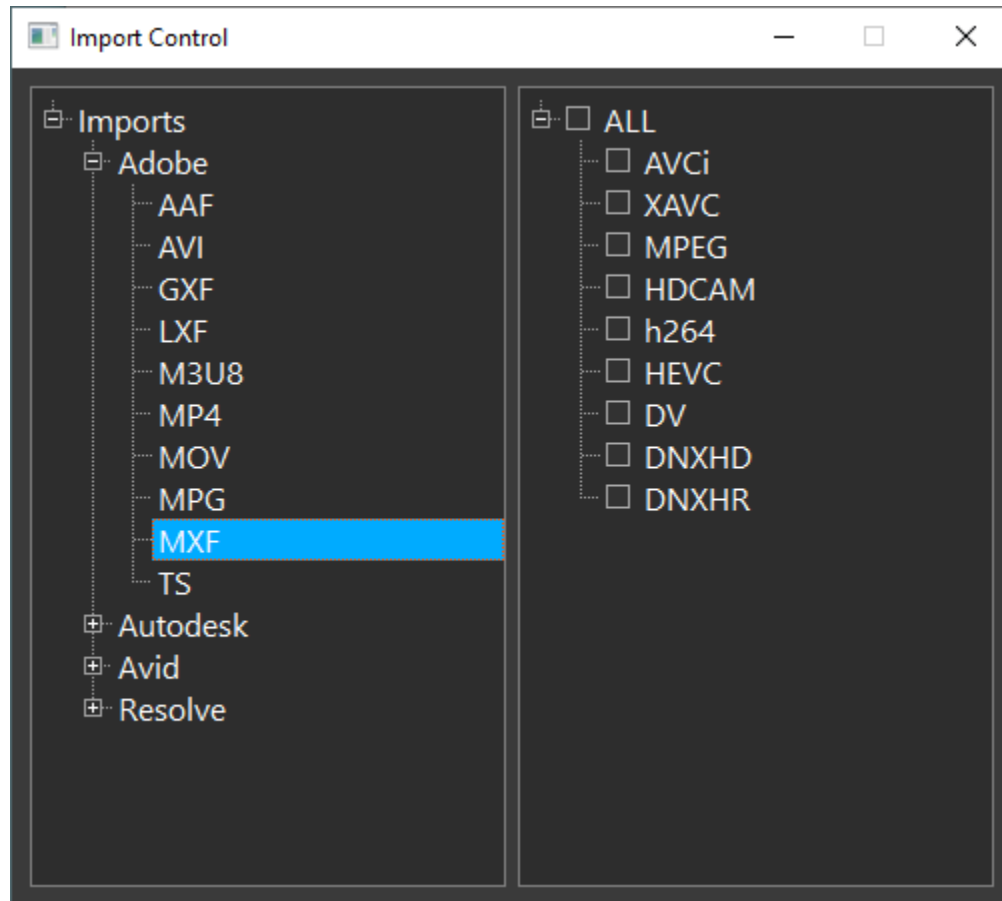 Import Control
Imports
Adobe
AAF
AVI
GXF
LXF
M3U8
MP4
MOV
MPG
MXF
TS
Autodesk
Avid
Resolve
ALL
AVCi
XAVC
MPEG
HDCAM
h264
HEVC
DV
DNXHD
DNXHR